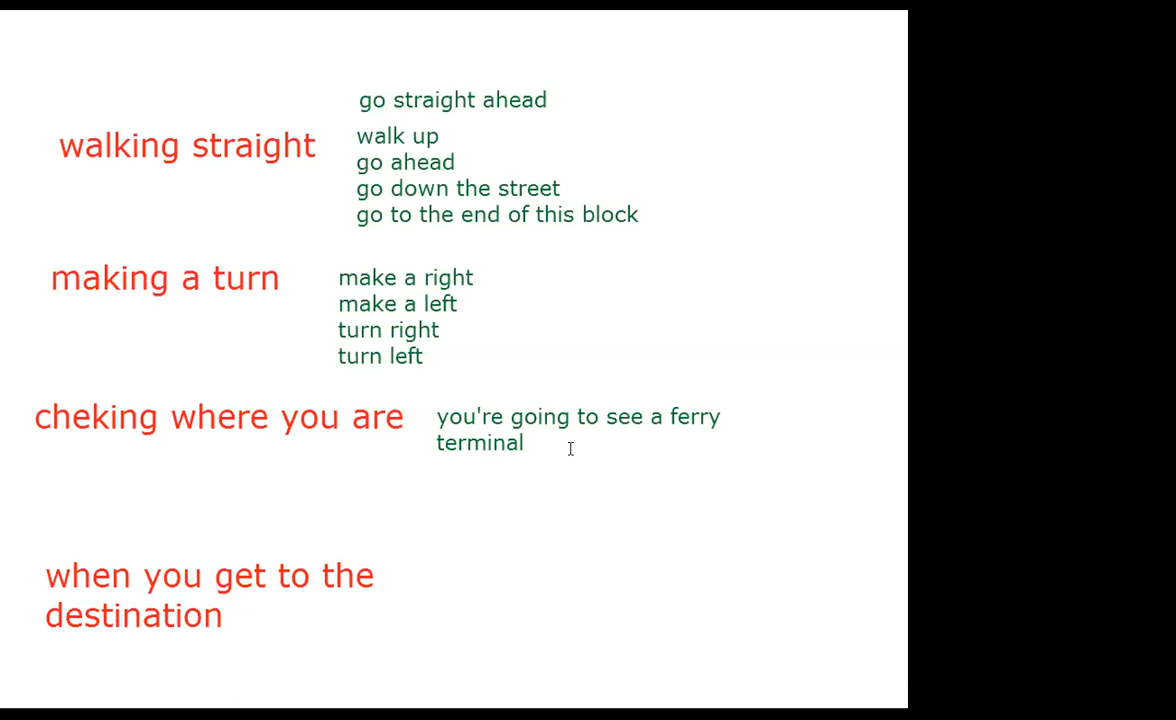 go straight ahead
walking straight
walk up
go ahead
go down the street
go to the end of this block
making a turn
make a right
make a left
turn right
turn left
cheking where you are
you're going to see a ferry
terminal
when you get to the
destination